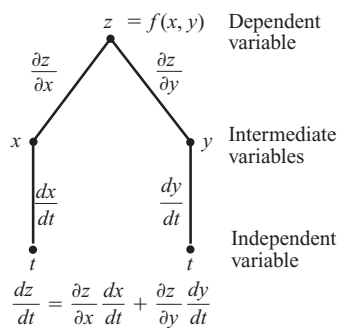 z = f(x, y) Dependent
variable
∂z/∂x ∂z/∂y
x y Intermediate
variables
dx/dt dy/dt
t t Independent
variable
dz/dt = ∂z/∂x dx/dt + ∂z/∂y dy/dt